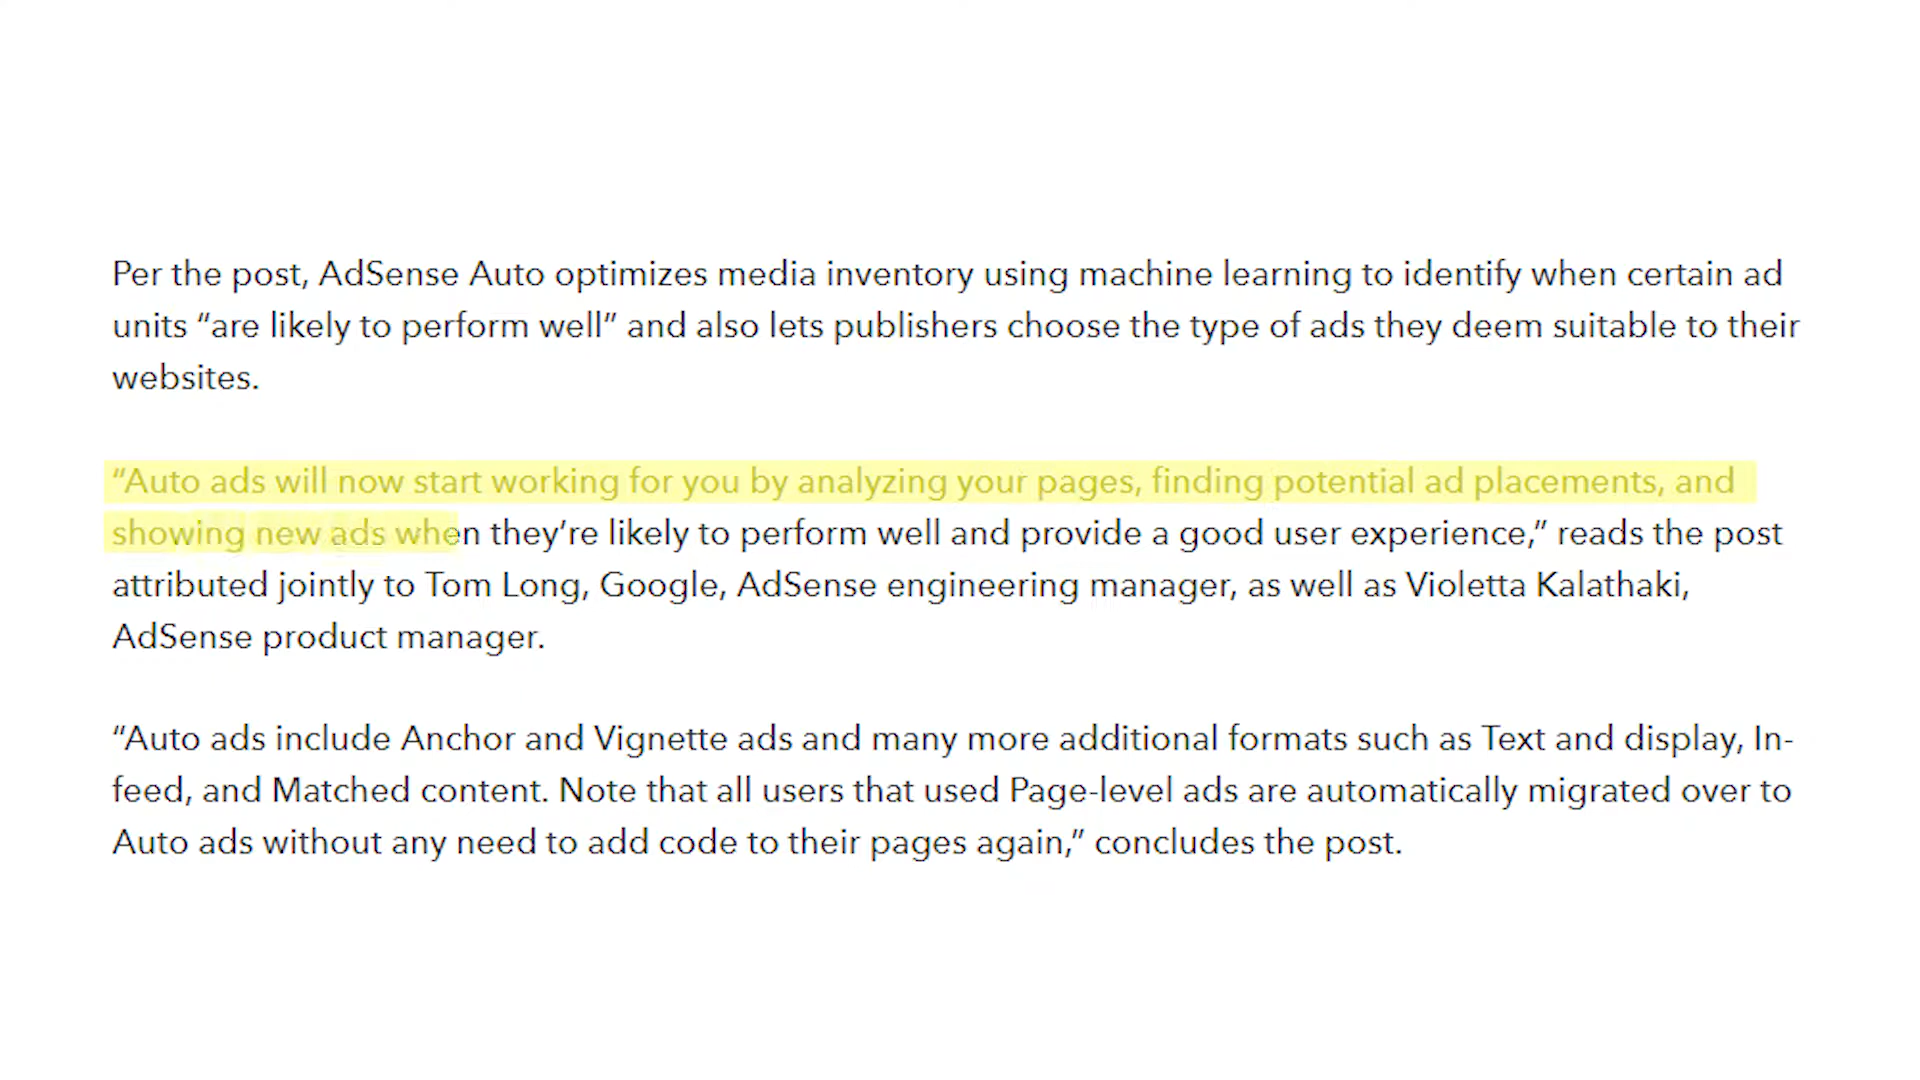 Per the post, AdSense Auto optimizes media inventory using machine learning to identify when certain ad
units “are likely to perform well” and also lets publishers choose the type of ads they deem suitable to their
websites.
“Auto ads will now start working for you by analyzing your pages, finding potential ad placements, and
showing new ads when they’re likely to perform well and provide a good user experience,” reads the post
attributed jointly to Tom Long, Google, AdSense engineering manager, as well as Violetta Kalathaki,
AdSense product manager.
“Auto ads include Anchor and Vignette ads and many more additional formats such as Text and display, In-
feed, and Matched content. Note that all users that used Page-level ads are automatically migrated over to
Auto ads without any need to add code to their pages again,” concludes the post.